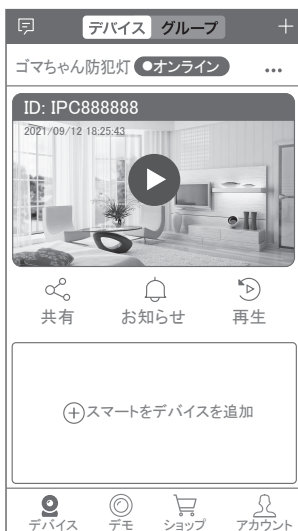 デバイス グループ
ゴマちゃん防犯灯 ●オンライン ...
ID: IPC888888
2021/09/12 18:25:43
共有 お知らせ 再生
スマートをデバイスを追加
デバイス デモ ショップ アカウント